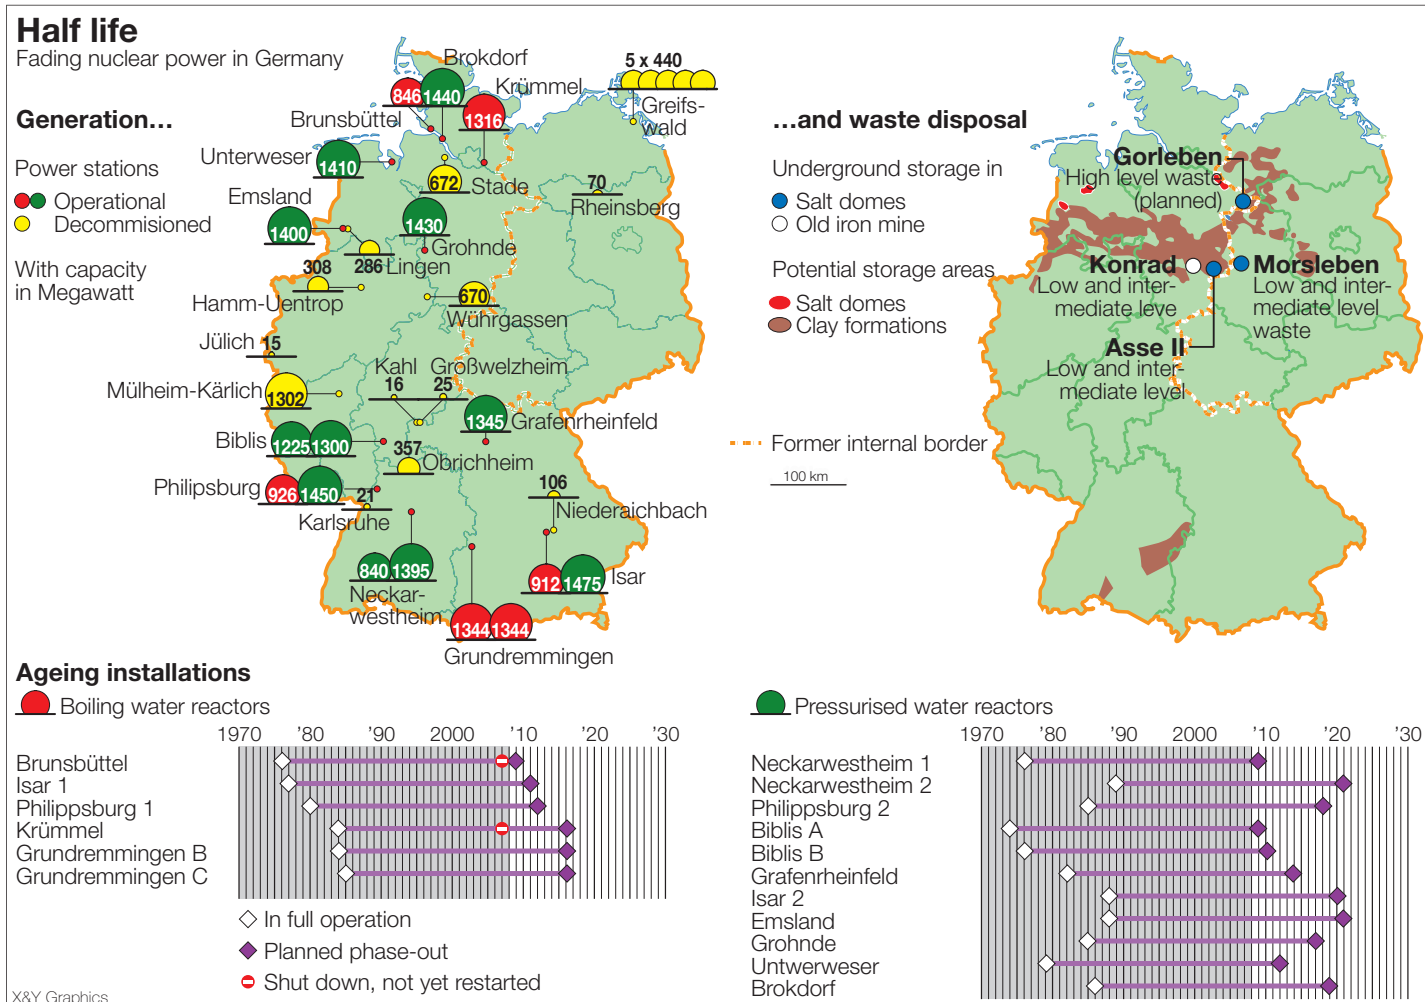 Half life
Fading nuclear power in Germany
Generation...
Power stations
Operational
Decommisioned
With capacity
in Megawatt
Brokdorf
846
1440
Krümmel
1316
Brunsbüttel
5 x 440
Greifs-
wald
Unterweser
1410
672
Stade
70
Rheinsberg
Emsland
1400
1430
Grohnde
286
Lingen
308
Hamm-Uentrop
670
Würhgassen
Jülich
15
Kahl
16
Großwelzheim
25
Mülheim-Kärlich
1302
1345
Grafenrheinfeld
Biblis
1225
1300
357
Obrichheim
Philipsburg
926
1450
21
Karlsruhe
106
Niederaichbach
840
1395
Neckar-
westheim
912
1475
Isar
1344
1344
Grundremmingen
...and waste disposal
Underground storage in
Salt domes
Old iron mine
Potential storage areas
Salt domes
Clay formations
Former internal border
100 km
Gorleben
High level waste
(planned)
Konrad
Low and inter-
mediate leve
Morsleben
Low and inter-
mediate level
waste
Asse II
Low and inter-
mediate level
Ageing installations
Boiling water reactors
1970 '80 '90 2000 '10 '20 '30
Brunsbüttel
Isar 1
Philippsburg 1
Krümmel
Grundremmingen B
Grundremmingen C
In full operation
Planned phase-out
Shut down, not yet restarted
Pressurised water reactors
1970 '80 '90 2000 '10 '20 '30
Neckarwestheim 1
Neckarwestheim 2
Philippsburg 2
Biblis A
Biblis B
Grafenrheinfeld
Isar 2
Emsland
Grohnde
Untwerweser
Brokdorf
X&Y Graphics